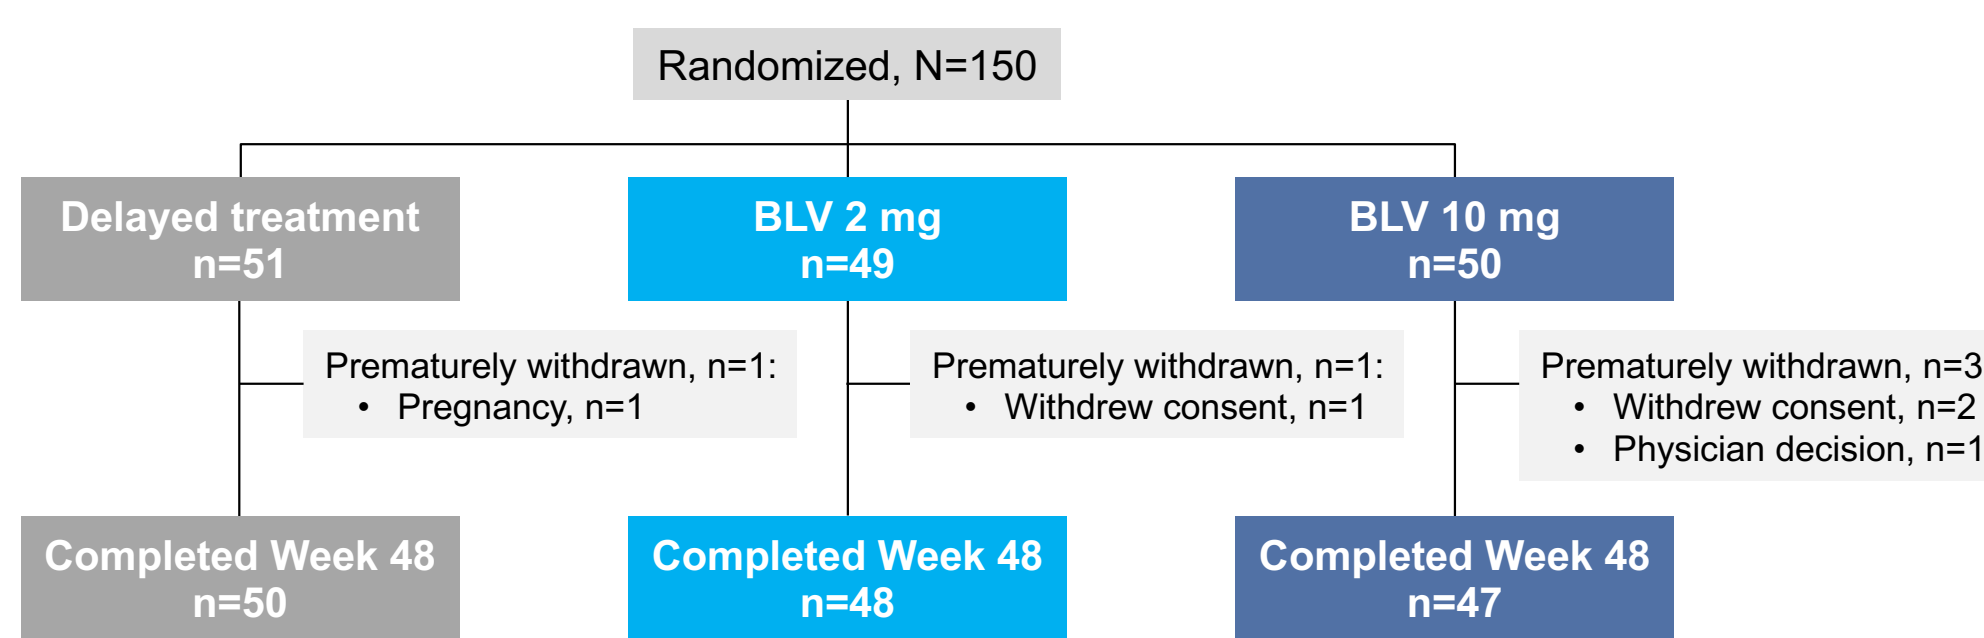 Randomized, N=150
Delayed treatment
n=51
BLV 2 mg
n=49
BLV 10 mg
n=50
Prematurely withdrawn, n=1:
• Pregnancy, n=1
Prematurely withdrawn, n=1:
• Withdrew consent, n=1
Prematurely withdrawn, n=3
• Withdrew consent, n=2
• Physician decision, n=1
Completed Week 48
n=50
Completed Week 48
n=48
Completed Week 48
n=47